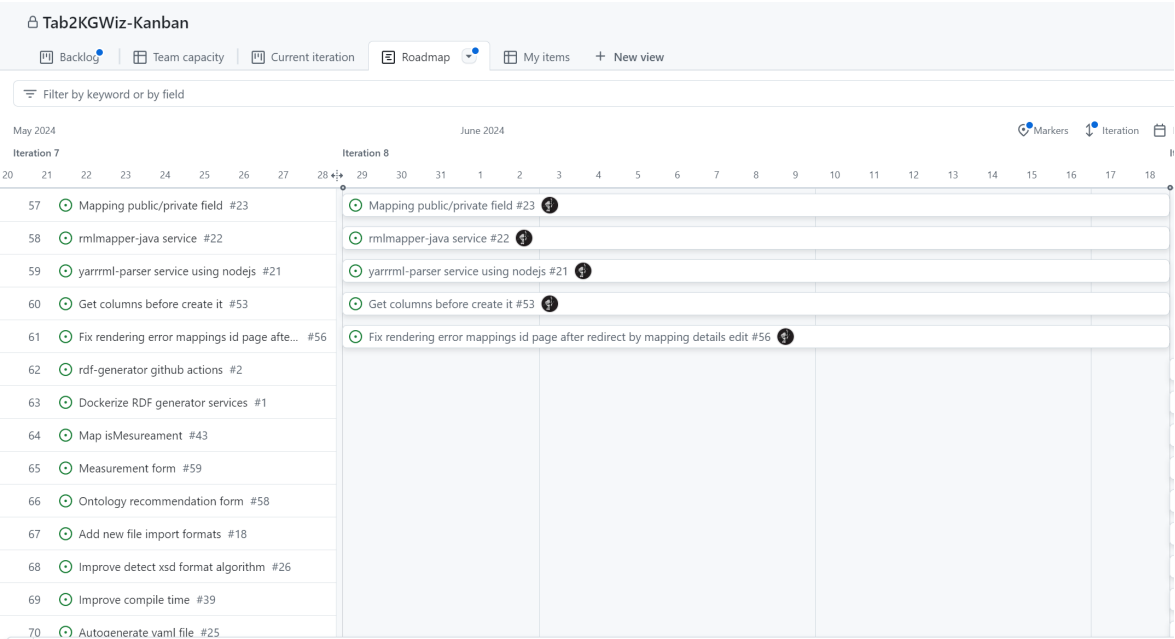 Tab2KGWiz-Kanban
Backlog Team capacity Current iteration Roadmap My items + New view
Filter by keyword or by field
May 2024 June 2024 Markers Iteration
Iteration 7 Iteration 8
20 21 22 23 24 25 26 27 28 29 30 31 1 2 3 4 5 6 7 8 9 10 11 12 13 14 15 16 17 18
57 Mapping public/private field #23 Mapping public/private field #23
58 rmlmapper-java service #22 rmlmapper-java service #22
59 yarrrml-parser service using nodejs #21 yarrrml-parser service using nodejs #21
60 Get columns before create it #53 Get columns before create it #53
61 Fix rendering error mappings id page afte... #56 Fix rendering error mappings id page after redirect by mapping details edit #56
62 rdf-generator github actions #2
63 Dockerize RDF generator services #1
64 Map isMesureament #43
65 Measurement form #59
66 Ontology recommendation form #58
67 Add new file import formats #18
68 Improve detect xsd format algorithm #26
69 Improve compile time #39
70 Autogenerate yaml file #25